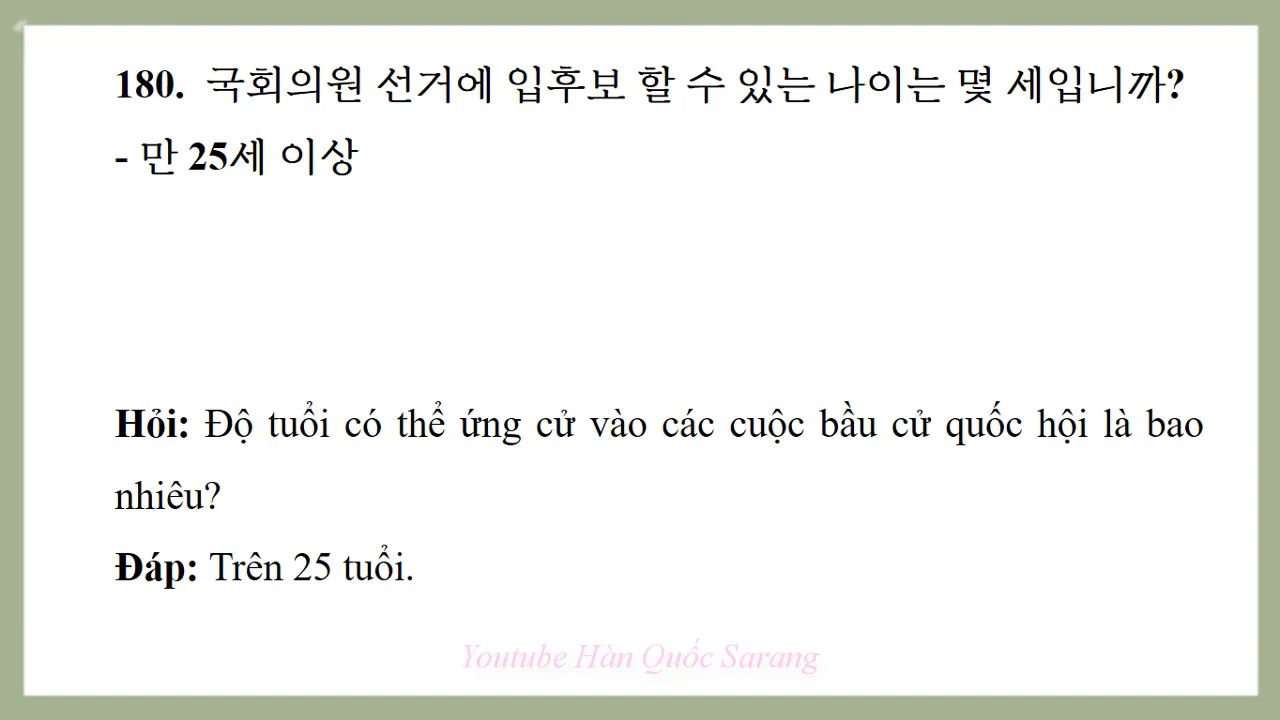 180. 국회의원 선거에 입후보 할 수 있는 나이는 몇 세입니까?
- 만 25세 이상
Hỏi: Độ tuổi có thể ứng cử vào các cuộc bầu cử quốc hội là bao
nhiêu?
Đáp: Trên 25 tuổi.
Youtube Hàn Quốc Sarang